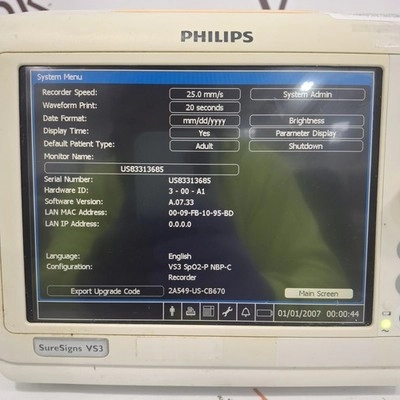 PHILIPS
System Menu
Recorder Speed: 25.0 mm/s System Admin
Waveform Print: 20 seconds
Date Format: mm/dd/yyyy Brightness
Display Time: Yes Parameter Display
Default Patient Type: Adult Shutdown
Monitor Name:
US83313685
Serial Number: US83313685
Hardware ID: 3 - 00 - A1
Software Version: A.07.33
LAN MAC Address: 00-09-FB-10-95-BD
LAN IP Address: 0.0.0.0
Language: English
Configuration: VS3 SpO2-P NBP-C
Recorder
Export Upgrade Code 2A549-US-CB670 Main Screen
01/01/2007 00:00:44
SureSigns VS3